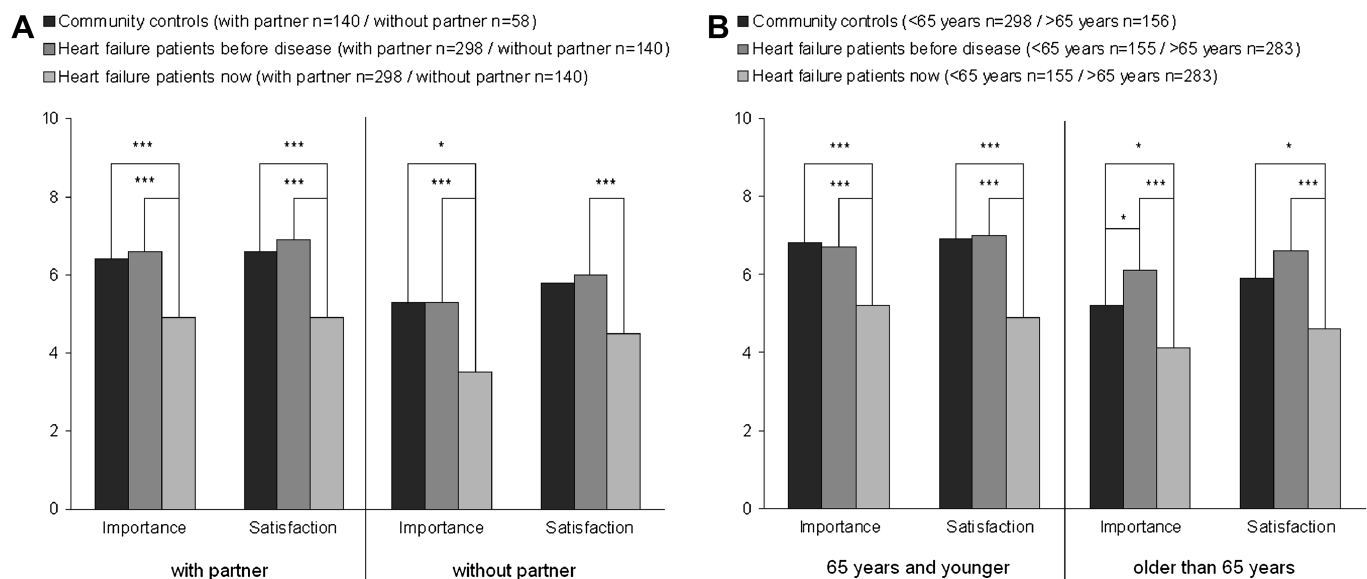 A
Community controls (with partner n=140 / without partner n=58)
Heart failure patients before disease (with partner n=298 / without partner n=140)
Heart failure patients now (with partner n=298 / without partner n=140)
10
8
6
4
2
0
***
***
***
***
*
***
***
Importance
Satisfaction
Importance
Satisfaction
with partner
without partner
B
Community controls (<65 years n=298 / >65 years n=156)
Heart failure patients before disease (<65 years n=155 / >65 years n=283)
Heart failure patients now (<65 years n=155 / >65 years n=283)
10
8
6
4
2
0
***
***
***
***
*
***
*
*
***
Importance
Satisfaction
Importance
Satisfaction
65 years and younger
older than 65 years